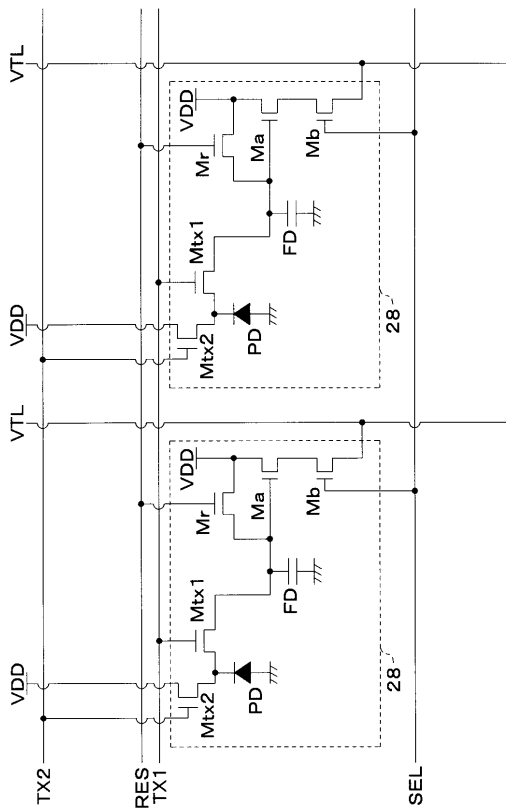 TX2
RES
TX1
SEL
VDD
Mtx2
PD
Mtx1
FD
Mr
VDD
Ma
Mb
28
VTL
VDD
Mtx2
PD
Mtx1
FD
Mr
VDD
Ma
Mb
28
VTL